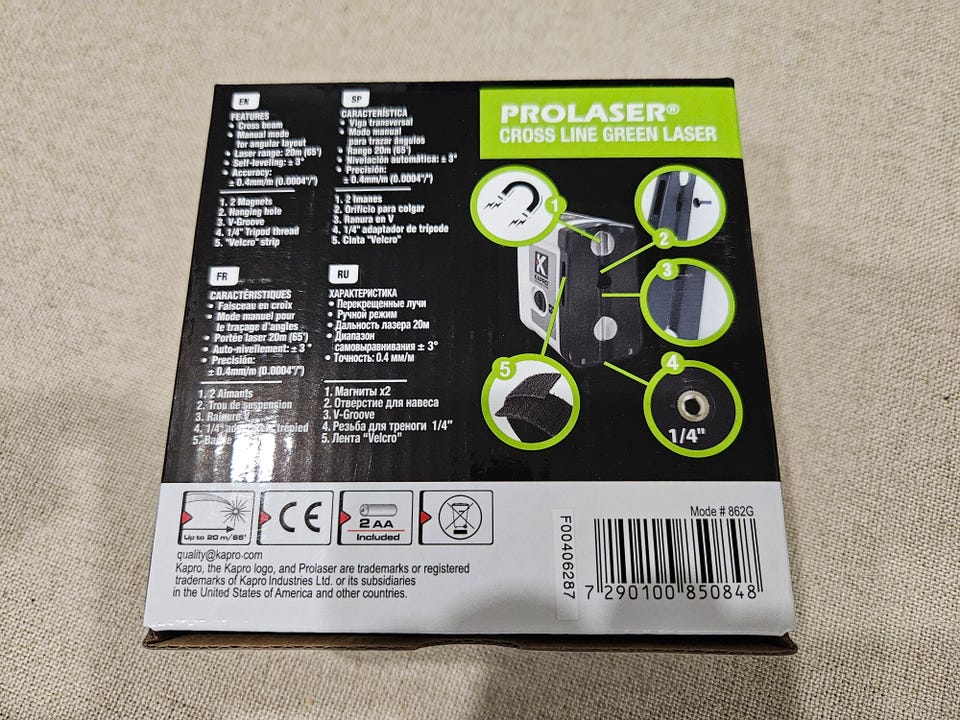 EN
FEATURES
• Cross beam
• Manual mode
for angular layout
• Laser range: 20m (65')
• Self-leveling: ± 3°
• Accuracy:
± 0.4mm/m (0.0004"/")
1. 2 Magnets
2. Hanging hole
3. V-Groove
4. 1/4" Tripod thread
5. "Velcro" strip
SP
CARACTERÍSTICA
• Viga transversal
• Modo manual
para trazar ángulos
• Rango 20m (65')
• Nivelación automática: ± 3°
• Precisión:
± 0.4mm/m (0.0004"/")
1. 2 Imanes
2. Orificio para colgar
3. Ranura en V
4. 1/4" adaptador de trípode
5. Cinta "Velcro"
FR
CARACTÉRISTIQUES
• Faisceau en croix
• Mode manuel pour
le traçage d'angles
• Portée laser 20m (65')
• Auto-nivellement: ± 3°
• Precisión:
± 0.4mm/m (0.0004"/")
1. 2 Aimants
2. Trou de suspension
3. Rainure V
4. 1/4" trépied
5.
RU
ХАРАКТЕРИСТИКА
• Перекрещенные лучи
• Ручной режим
• Дальность лазера 20м
• Диапазон
самовыравнивания ± 3°
• Точность: 0.4 мм/м
1. Магниты x2
2. Отверстие для навеса
3. V-Groove
4. Резьба для треноги 1/4"
5. Лента "Velcro"
PROLASER®
CROSS LINE GREEN LASER
1
2
3
4
5
K
KAPRO
1/4"
Up to 20 m/65'
CE
2 AA
Included
quality@kapro.com
Kapro, the Kapro logo, and Prolaser are trademarks or registered
trademarks of Kapro Industries Ltd. or its subsidiaries
in the United States of America and other countries.
F00406287
Mode # 862G
7 290100 850848